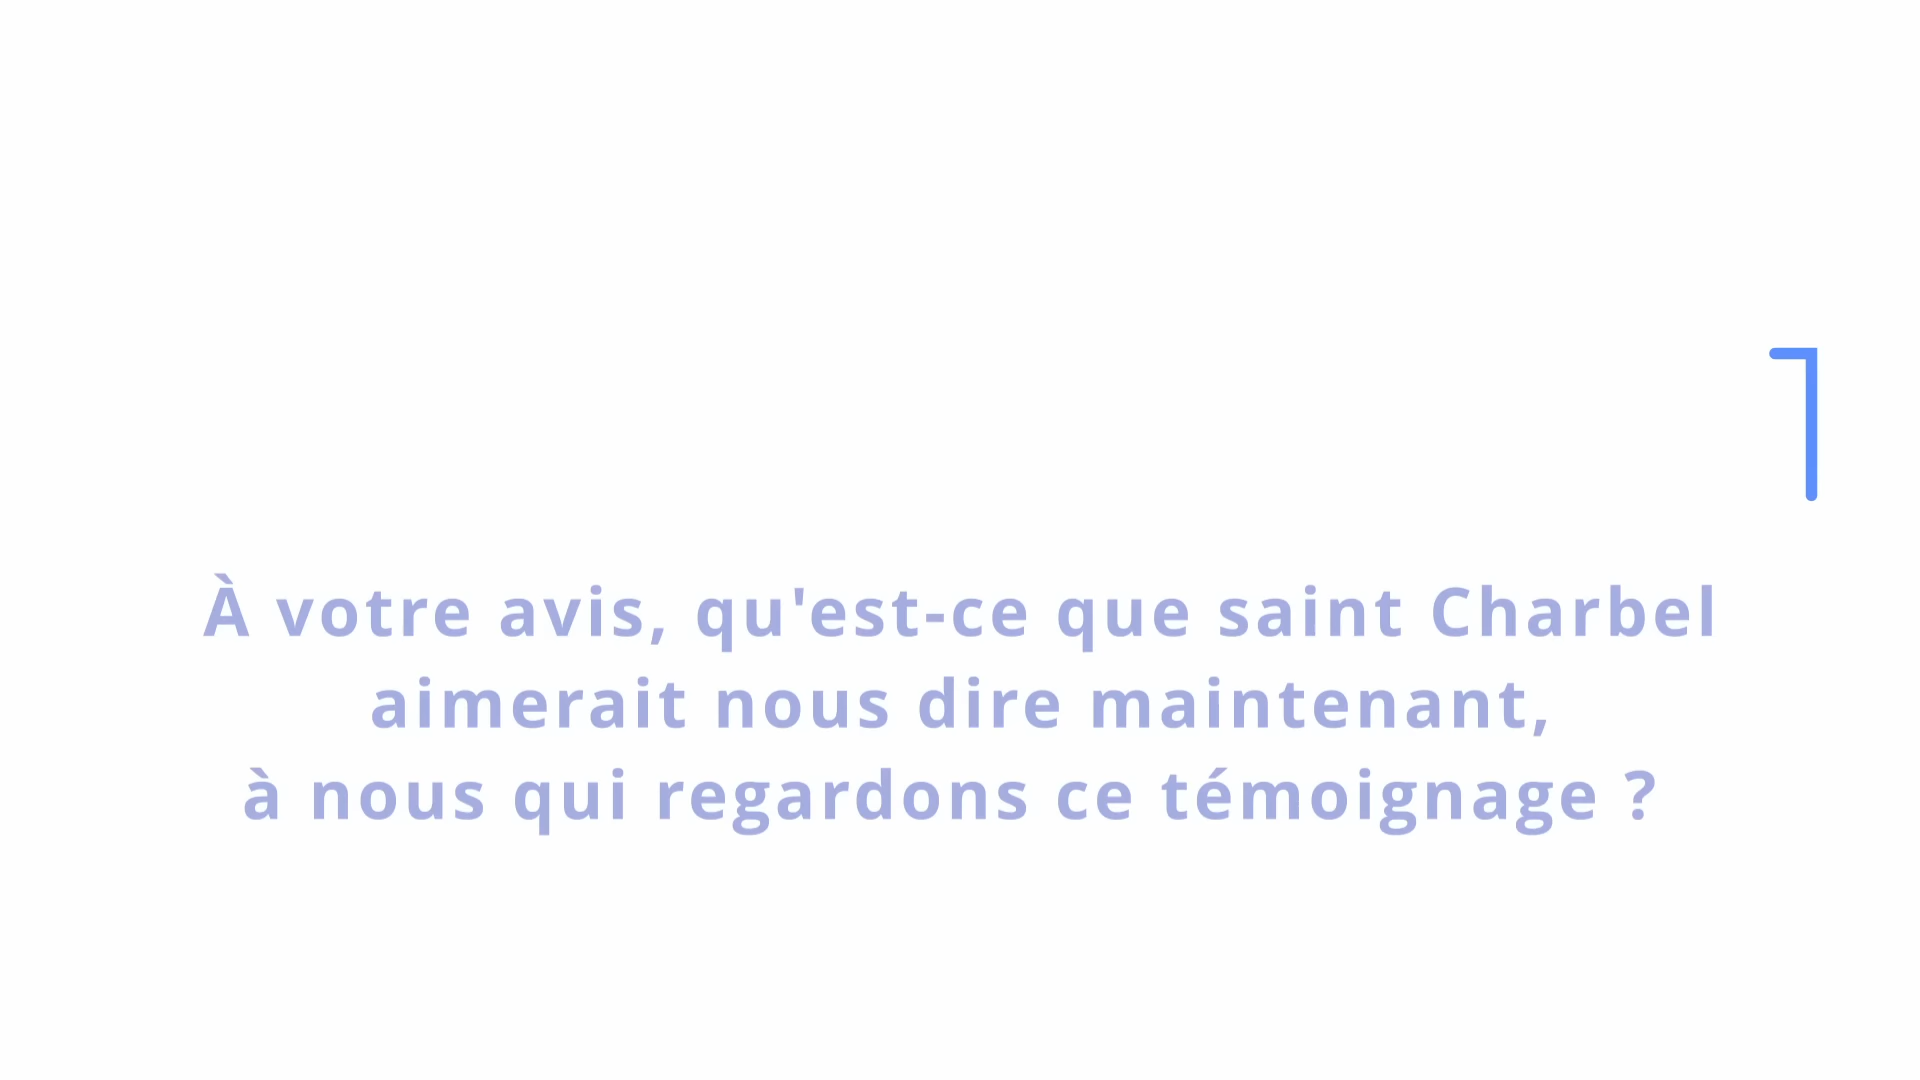 À votre avis, qu'est-ce que saint Charbel
aimerait nous dire maintenant,
à nous qui regardons ce témoignage ?